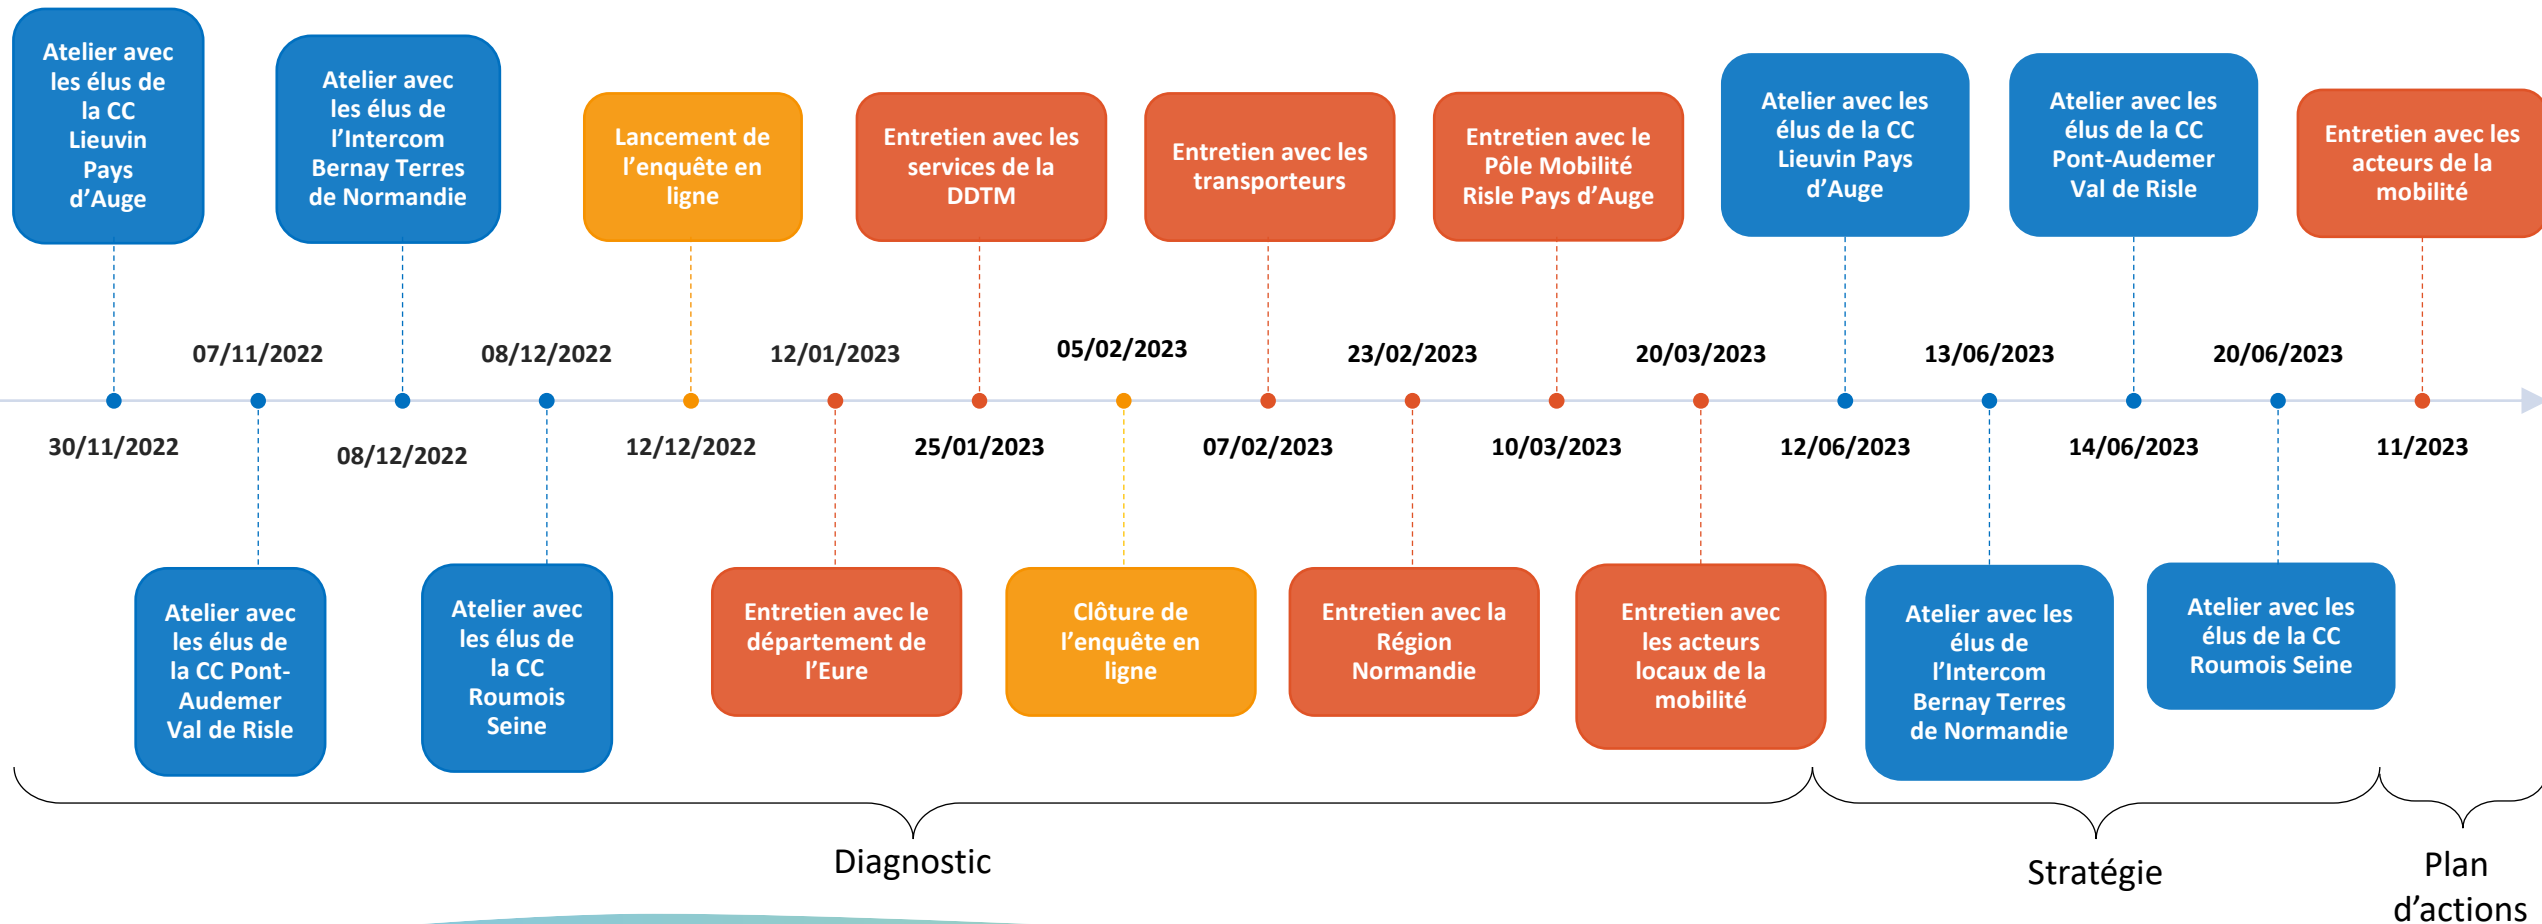 Atelier avec
les élus de
la CC
Lieuvin
Pays
d’Auge
Atelier avec
les élus de
l’Intercom
Bernay Terres
de Normandie
Lancement de
l’enquête en
ligne
Entretien avec les
services de la
DDTM
Entretien avec les
transporteurs
Entretien avec le
Pôle Mobilité
Risle Pays d’Auge
Atelier avec les
élus de la CC
Lieuvin Pays
d’Auge
Atelier avec les
élus de la CC
Pont-Audemer
Val de Risle
Entretien avec les
acteurs de la
mobilité
07/11/2022
08/12/2022
12/01/2023
05/02/2023
23/02/2023
20/03/2023
13/06/2023
20/06/2023
30/11/2022
08/12/2022
12/12/2022
25/01/2023
07/02/2023
10/03/2023
12/06/2023
14/06/2023
11/2023
Atelier avec
les élus de
la CC Pont-
Audemer
Val de Risle
Atelier avec
les élus de
la CC
Roumois
Seine
Entretien avec le
département de
l’Eure
Clôture de
l’enquête en
ligne
Entretien avec la
Région
Normandie
Entretien avec
les acteurs
locaux de la
mobilité
Atelier avec les
élus de
l’Intercom
Bernay Terres
de Normandie
Atelier avec les
élus de la CC
Roumois Seine
Diagnostic
Stratégie
Plan
d’actions